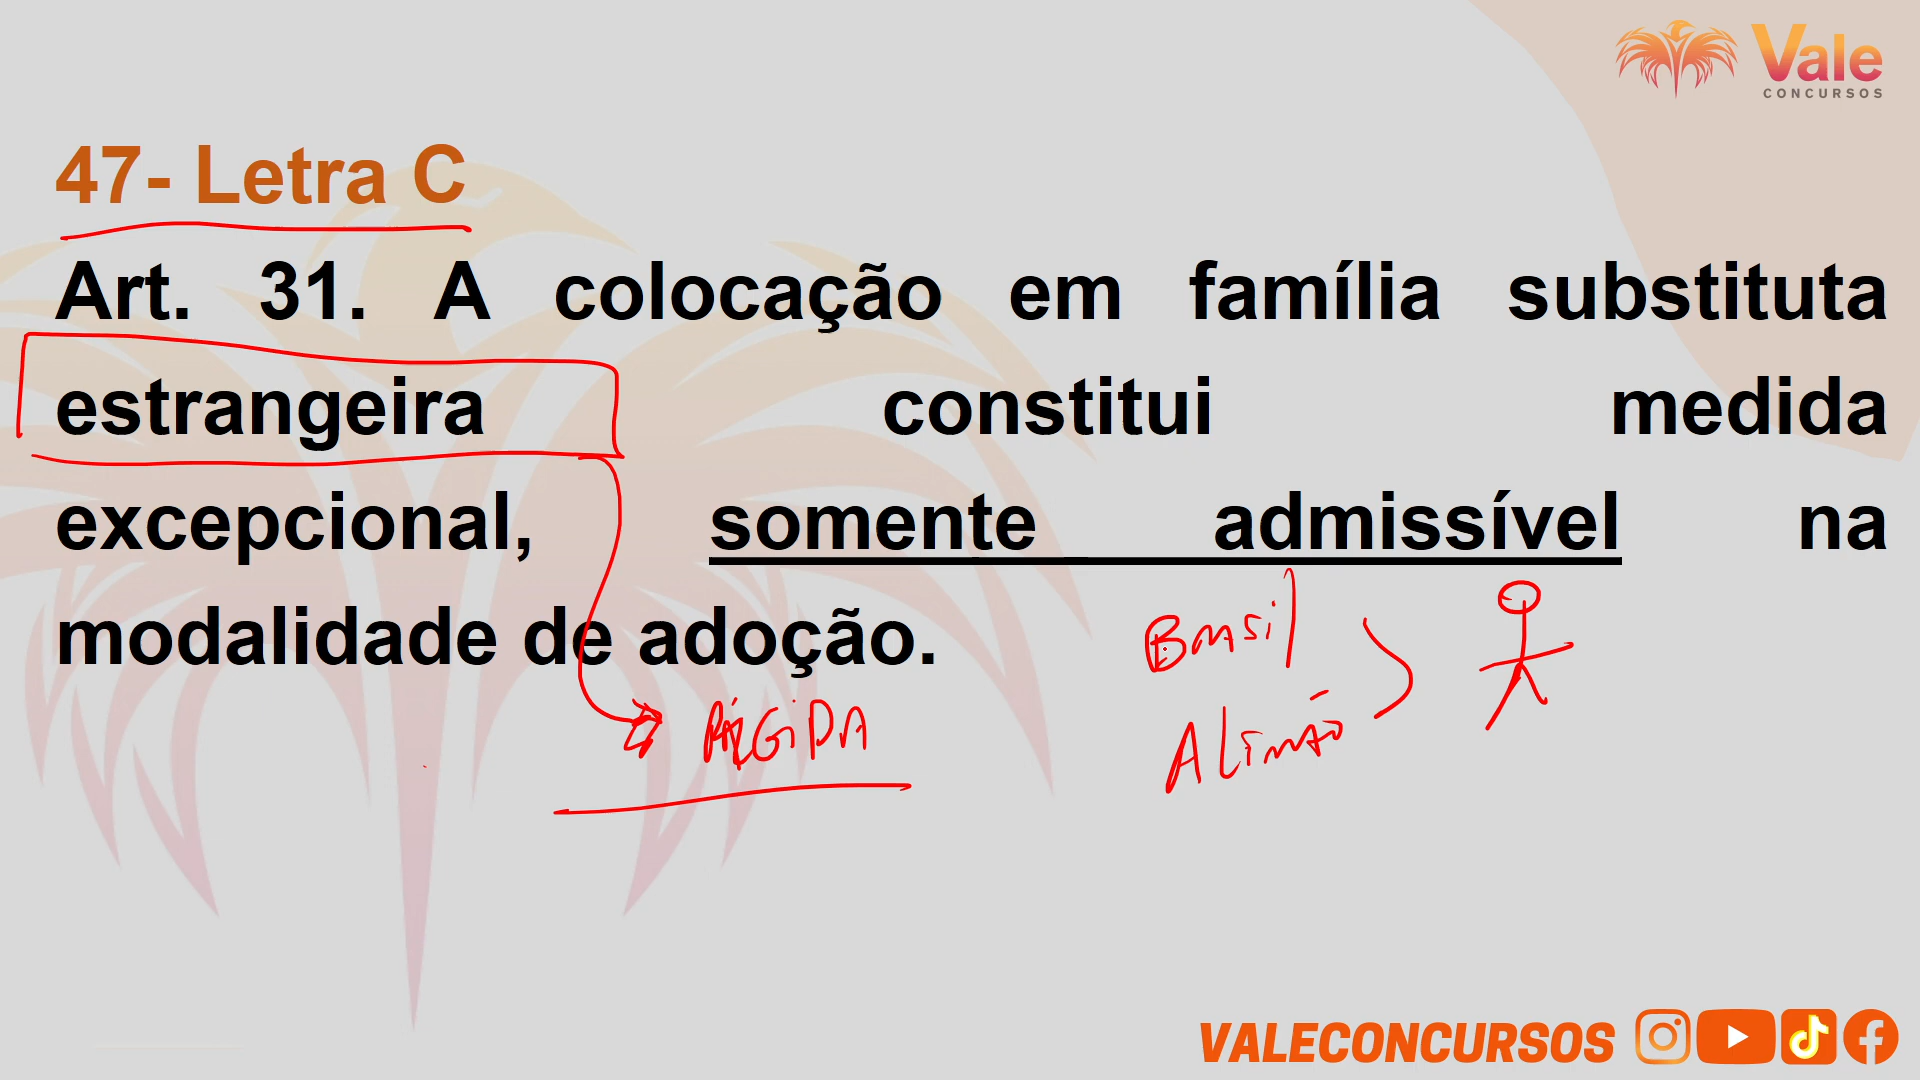 Vale
CONCURSOS
47- Letra C
Art. 31. A colocação em família substituta
estrangeira constitui medida
excepcional, somente admissível na
modalidade de adoção.
Brasil
RÍGIDA
VALECONCURSOS